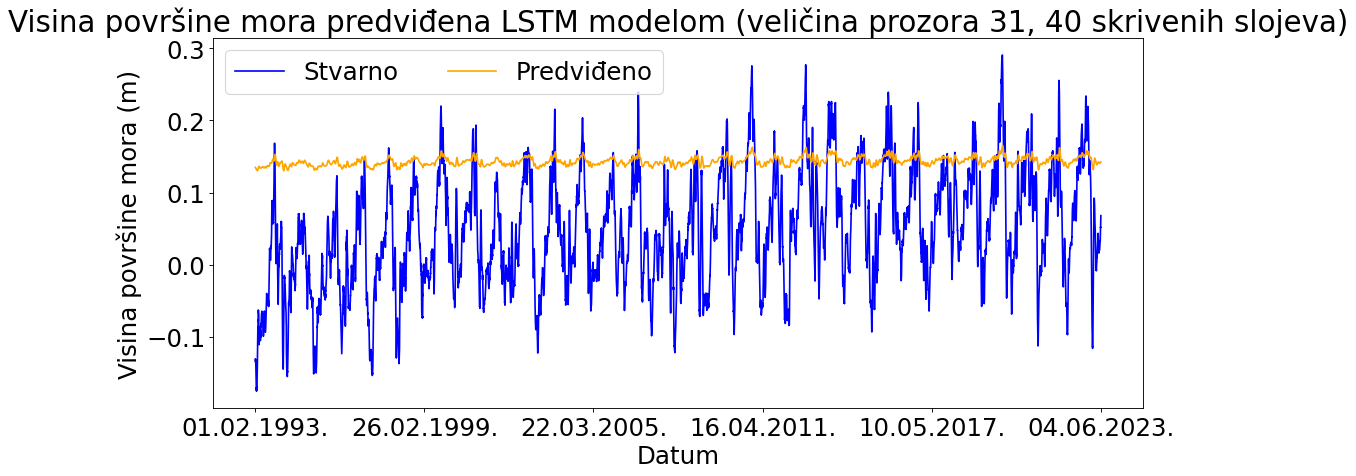 Visina površine mora predviđena LSTM modelom (veličina prozora 31, 40 skrivenih slojeva)
Stvarno
Predviđeno
Visina površine mora (m)
0.3
0.2
0.1
0.0
−0.1
01.02.1993.
26.02.1999.
22.03.2005.
16.04.2011.
10.05.2017.
04.06.2023.
Datum